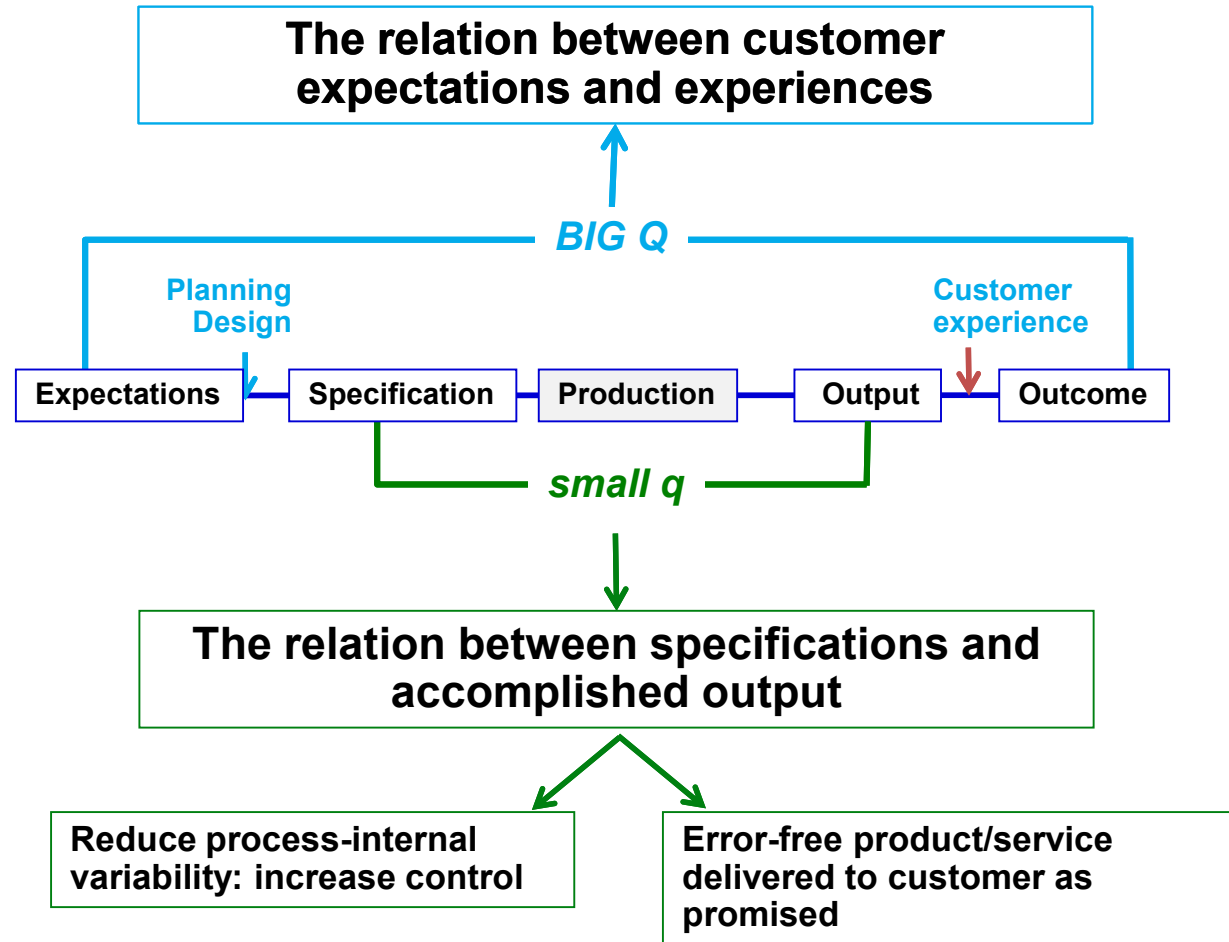 The relation between customer
expectations and experiences
BIG Q
Planning
Design
Customer
experience
Expectations
Specification
Production
Output
Outcome
small q
The relation between specifications and
accomplished output
Reduce process-internal
variability: increase control
Error-free product/service
delivered to customer as
promised